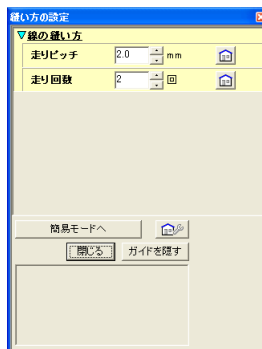 縫い方の設定
▽線の縫い方
走りピッチ 2.0 mm
走り回数 2 回
簡易モードへ
閉じる ガイドを隠す